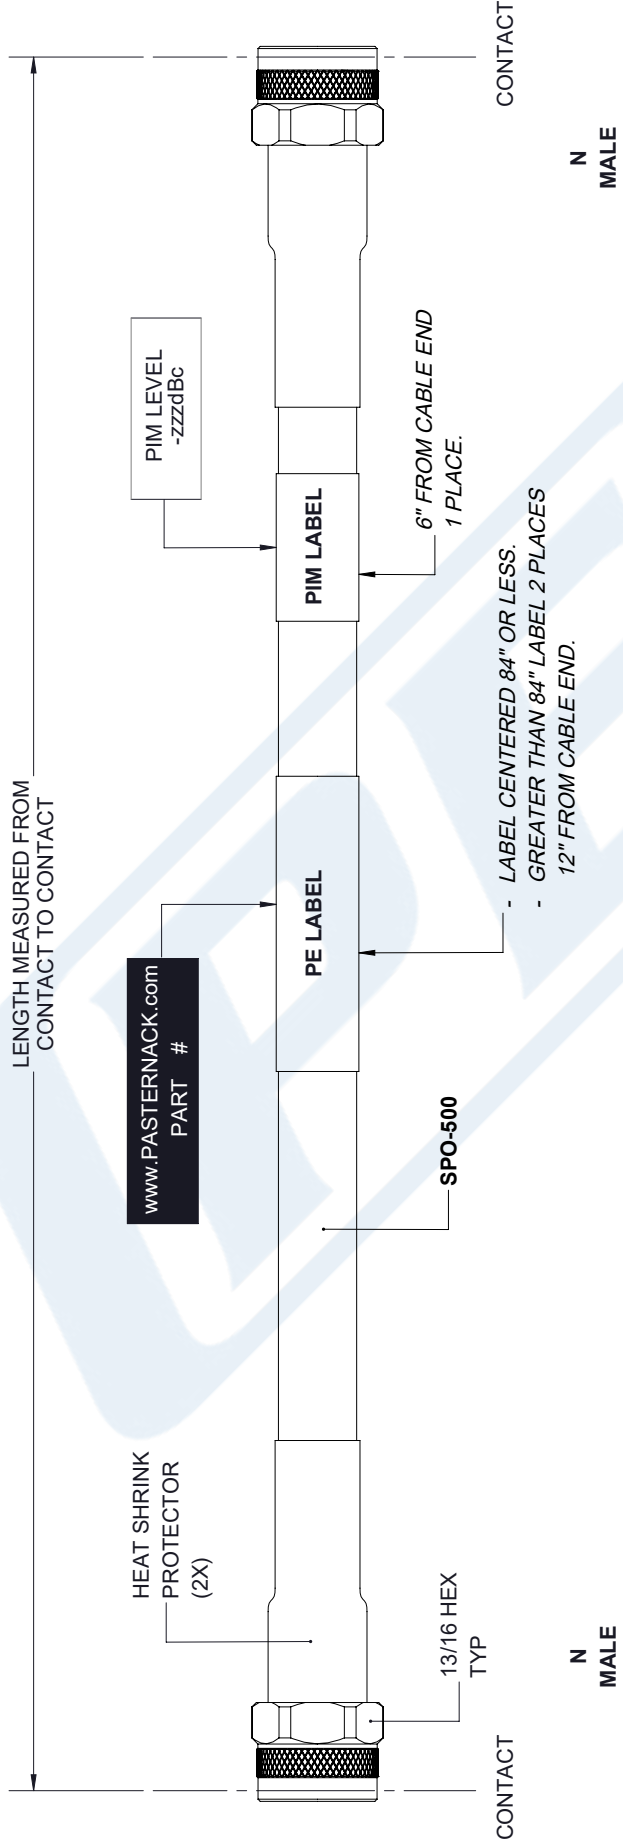 LENGTH MEASURED FROM
CONTACT TO CONTACT
www.PASTERNACK.com
PART #
PIM LEVEL
-zzzdBc
HEAT SHRINK
PROTECTOR
(2X)
PE LABEL
PIM LABEL
6" FROM CABLE END
1 PLACE.
13/16 HEX
TYP
SPO-500
- LABEL CENTERED 84" OR LESS.
- GREATER THAN 84" LABEL 2 PLACES
12" FROM CABLE END.
CONTACT
CONTACT
N
MALE
N
MALE